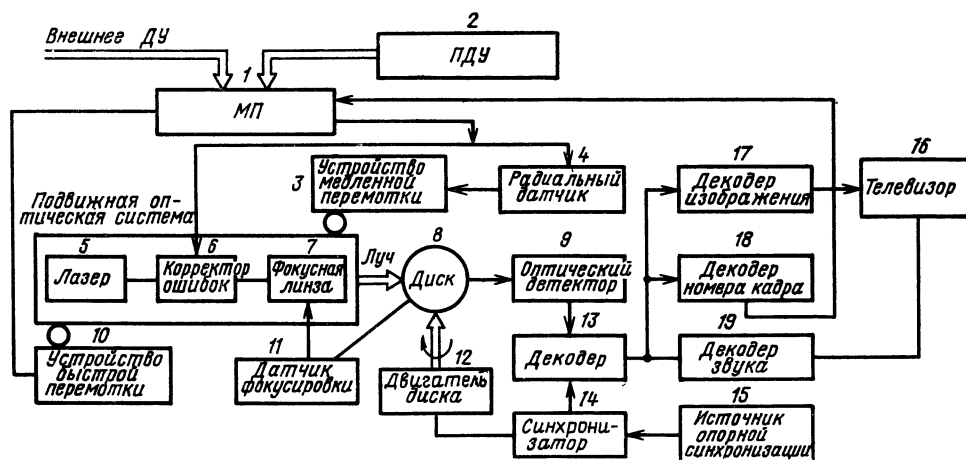 Внешнее ДУ
2
ПДУ
1
МП
3
Устройство
медленной
перемотки
4
Радиальный
датчик
17
Декодер
изображения
16
Телевизор
Подвижная оп-
тическая система
5
Лазер
6
Корректор
ошибок
7
Фокусная
линза
Луч
8
Диск
9
Оптический
детектор
18
Декодер
номера кадра
10
Устройство
быстрой
перемотки
11
Датчик
фокусировки
12
Двигатель
диска
13
Декодер
19
Декодер
звука
14
Синхрони-
затор
15
Источник
опорной
синхронизации